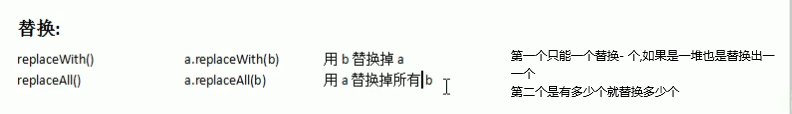 替换:
replaceWith() a.replaceWith(b) 用 b 替换掉 a
replaceAll() a.replaceAll(b) 用 a 替换掉所有 b
第一个只能一个替换- 个,如果是一堆也是替换出一
一个
第二个是有多少个就替换多少个